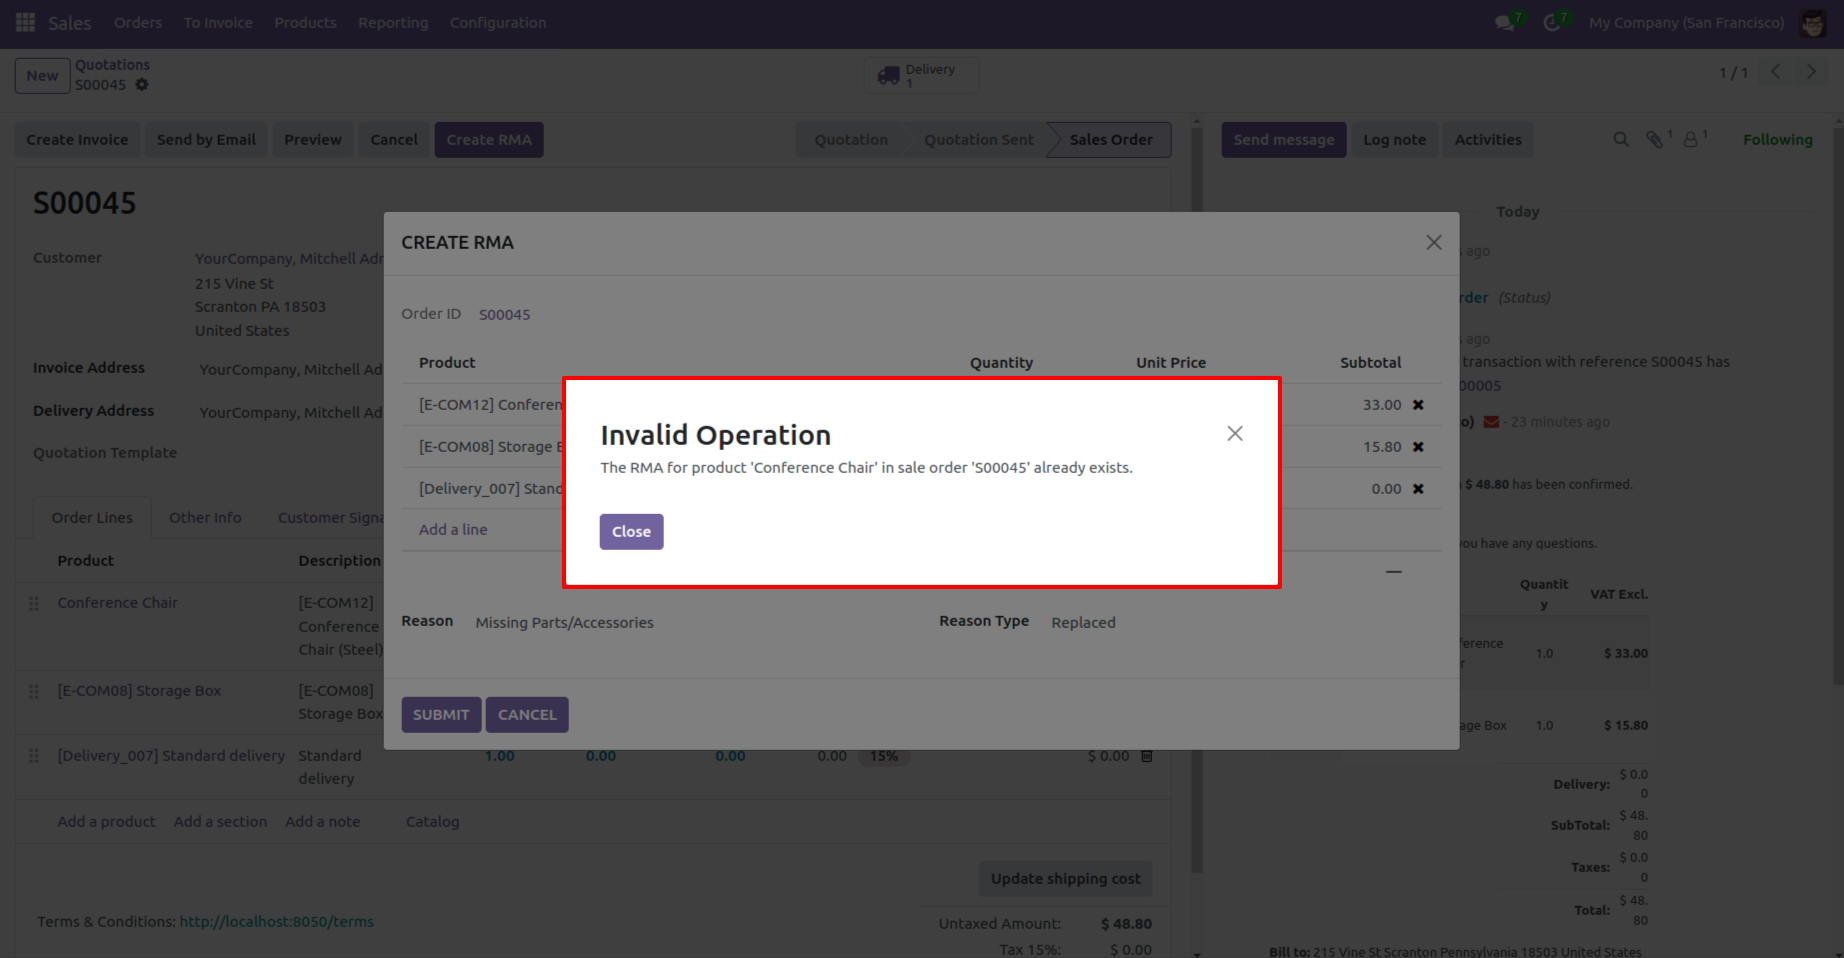 Sales Orders To Invoice Products Reporting Configuration 7 7 My Company (San Francisco)
New Quotations
S00045
Delivery
1
1 / 1
Create Invoice Send by Email Preview Cancel Create RMA Quotation Quotation Sent Sales Order Send message Log note Activities 1 1 Following
S00045
Today
Customer YourCompany, Mitchell Adr
215 Vine St
Scranton PA 18503
United States
Invoice Address YourCompany, Mitchell Ad
Delivery Address YourCompany, Mitchell Ad
Quotation Template
Order Lines Other Info Customer Signa
Product Description
Conference Chair [E-COM12]
Conference
Chair (Steel)
[E-COM08] Storage Box [E-COM08]
Storage Box
[Delivery_007] Standard delivery Standard
delivery
1.00 0.00 0.00 0.00 15% $ 0.00
Add a product Add a section Add a note Catalog
Update shipping cost
Terms & Conditions: http://localhost:8050/terms
Untaxed Amount: $ 48.80
Tax 15%: $ 0.00
CREATE RMA
Order ID S00045
Product Quantity Unit Price Subtotal
[E-COM12] Conferen 33.00
[E-COM08] Storage 15.80
[Delivery_007] Stand 0.00
Add a line
Reason Missing Parts/Accessories Reason Type Replaced
SUBMIT CANCEL
Invalid Operation
The RMA for product 'Conference Chair' in sale order 'S00045' already exists.
Close
s ago
rder (Status)
s ago
transaction with reference S00045 has
00005
o) - 23 minutes ago
$ 48.80 has been confirmed.
you have any questions.
Quantit
y
VAT Excl.
ference
r
1.0 $ 33.00
age Box 1.0 $ 15.80
Delivery: $ 0.0
0
SubTotal: $ 48.
80
Taxes: $ 0.0
0
Total: $ 48.
80
Bill to: 215 Vine St Scranton Pennsylvania 18503 United States